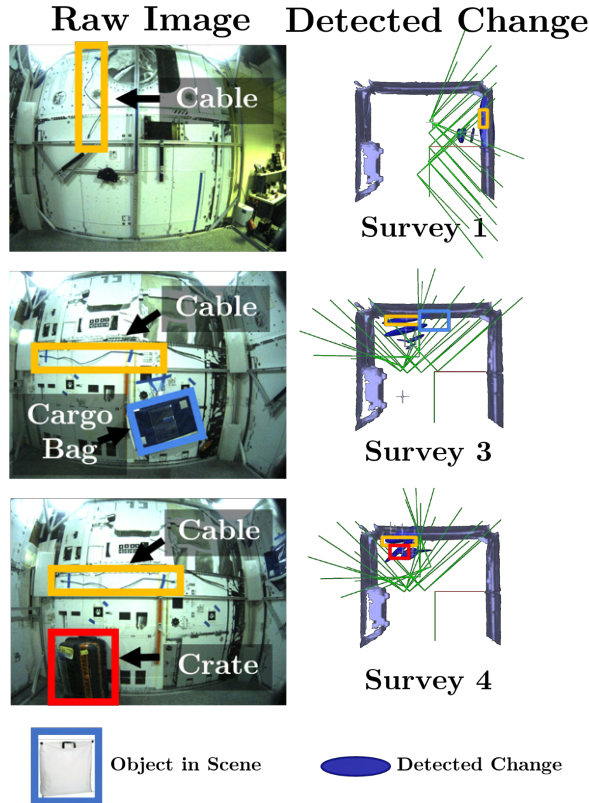 Raw Image Detected Change
Cable
Survey 1
Cable
Cargo
Bag
Survey 3
Cable
Crate
Survey 4
Object in Scene
Detected Change